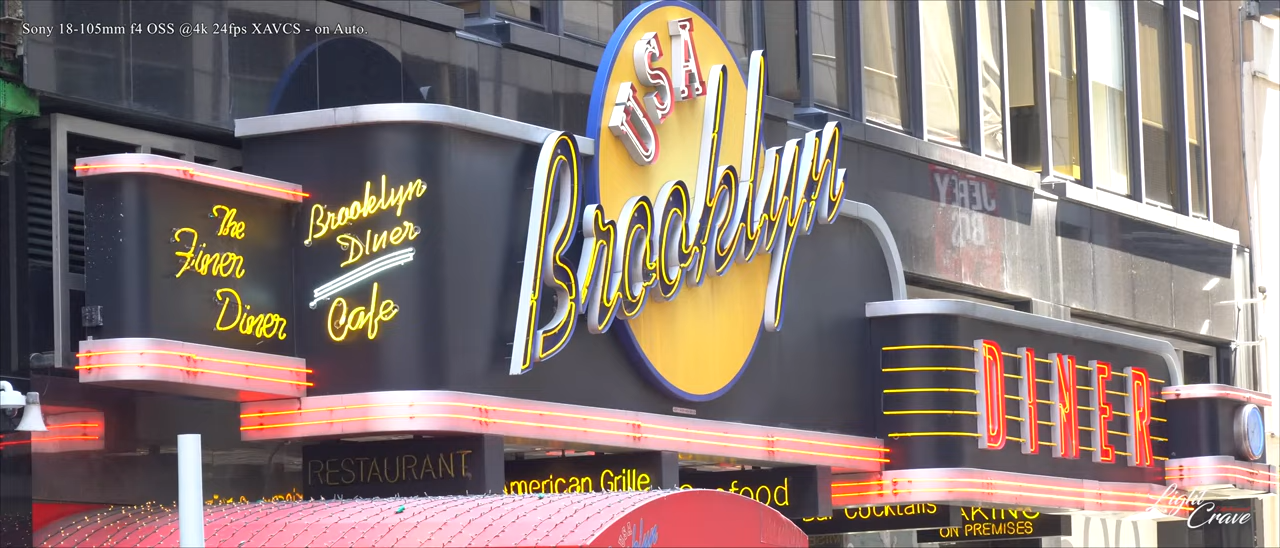 Sony 18-105mm f4 OSS @4k 24fps XAVCS - on Auto.
USA
Brooklyn
The
Finer
Diner
Brooklyn
Diner
Cafe
DINER
RESTAURANT
American Grille
Cocktails
ON PREMISES
Light
Crave